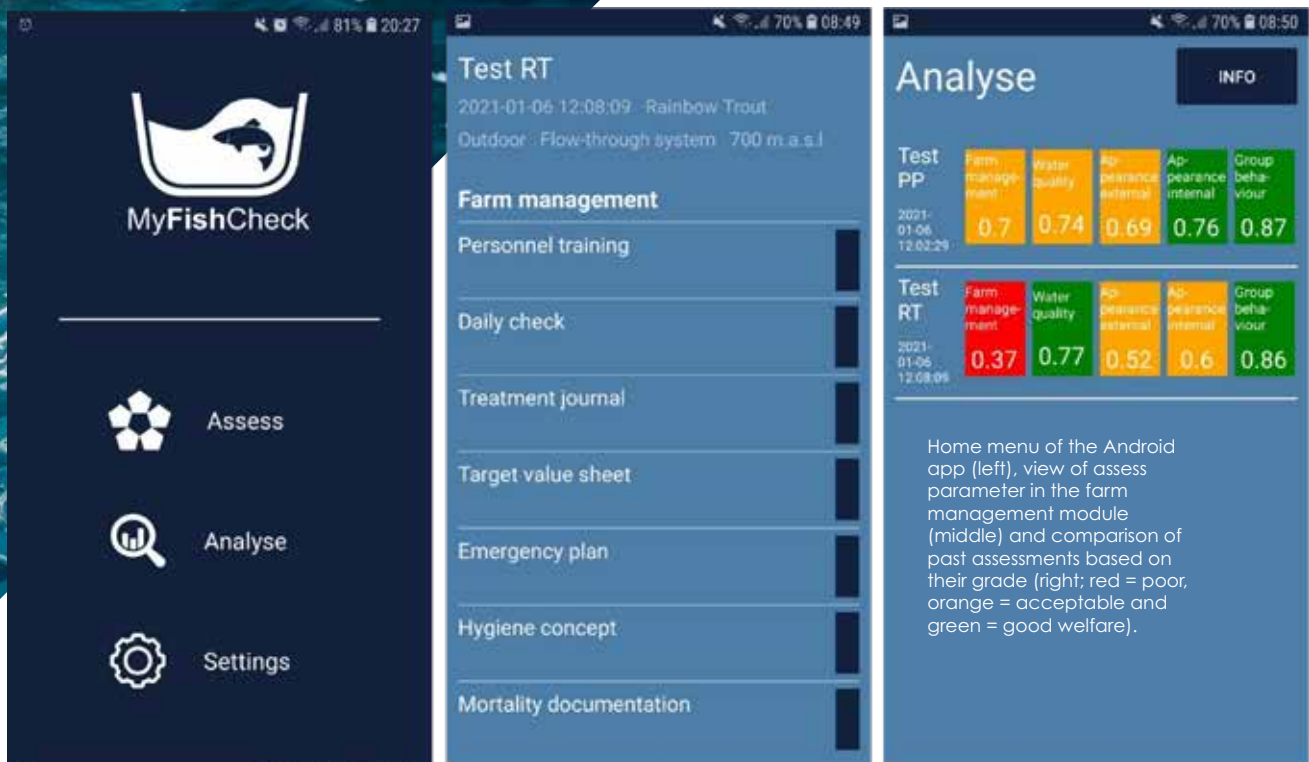 81% 20:27
MyFishCheck
Assess
Analyse
Settings
70% 08:49
Test RT
2021-01-06 12:08:09 Rainbow Trout
Outdoor Flow-through system 700 m.a.s.l
Farm management
Personnel training
Daily check
Treatment journal
Target value sheet
Emergency plan
Hygiene concept
Mortality documentation
70% 08:50
Analyse
INFO
Test
PP
2021-
01-06
12:02:29
Farm
manage-
ment
0.7
Water
quality
0.74
Ap-
pearance
external
0.69
Ap-
pearance
internal
0.76
Group
beha-
viour
0.87
Test
RT
2021-
01-06
12:08:09
Farm
manage-
ment
0.37
Water
quality
0.77
Ap-
pearance
external
0.52
Ap-
pearance
internal
0.6
Group
beha-
viour
0.86
Home menu of the Android
app (left), view of assess
parameter in the farm
management module
(middle) and comparison of
past assessments based on
their grade (right; red = poor,
orange = acceptable and
green = good welfare).